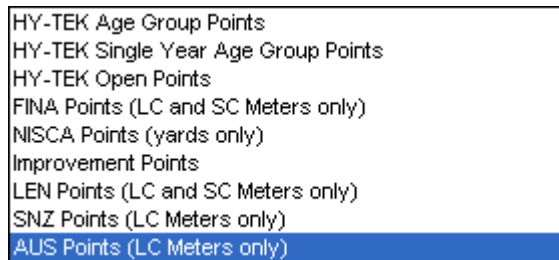 HY-TEK Age Group Points
HY-TEK Single Year Age Group Points
HY-TEK Open Points
FINA Points (LC and SC Meters only)
NISCA Points (yards only)
Improvement Points
LEN Points (LC and SC Meters only)
SNZ Points (LC Meters only)
AUS Points (LC Meters only)